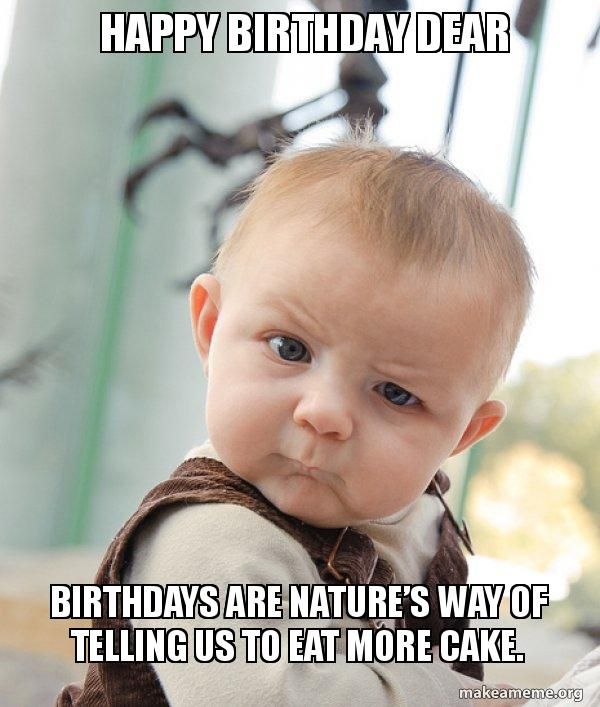 HAPPY BIRTHDAY DEAR
BIRTHDAYS ARE NATURE’S WAY OF
TELLING US TO EAT MORE CAKE.
makeameme.org